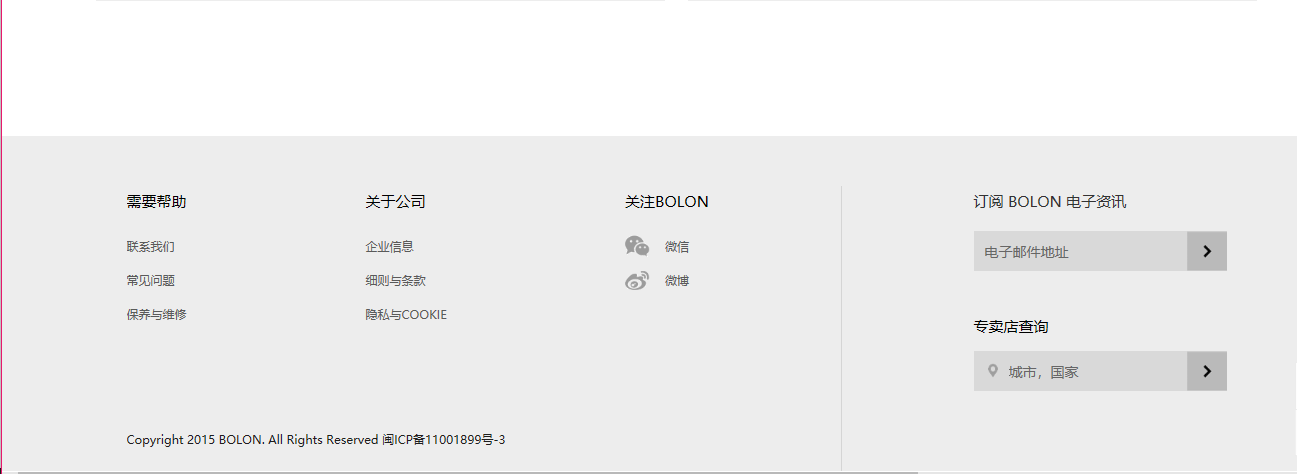 需要帮助
联系我们
常见问题
保养与维修
关于公司
企业信息
细则与条款
隐私与COOKIE
关注BOLON
微信
微博
订阅 BOLON 电子资讯
电子邮件地址
专卖店查询
城市，国家
Copyright 2015 BOLON. All Rights Reserved 闽ICP备11001899号-3